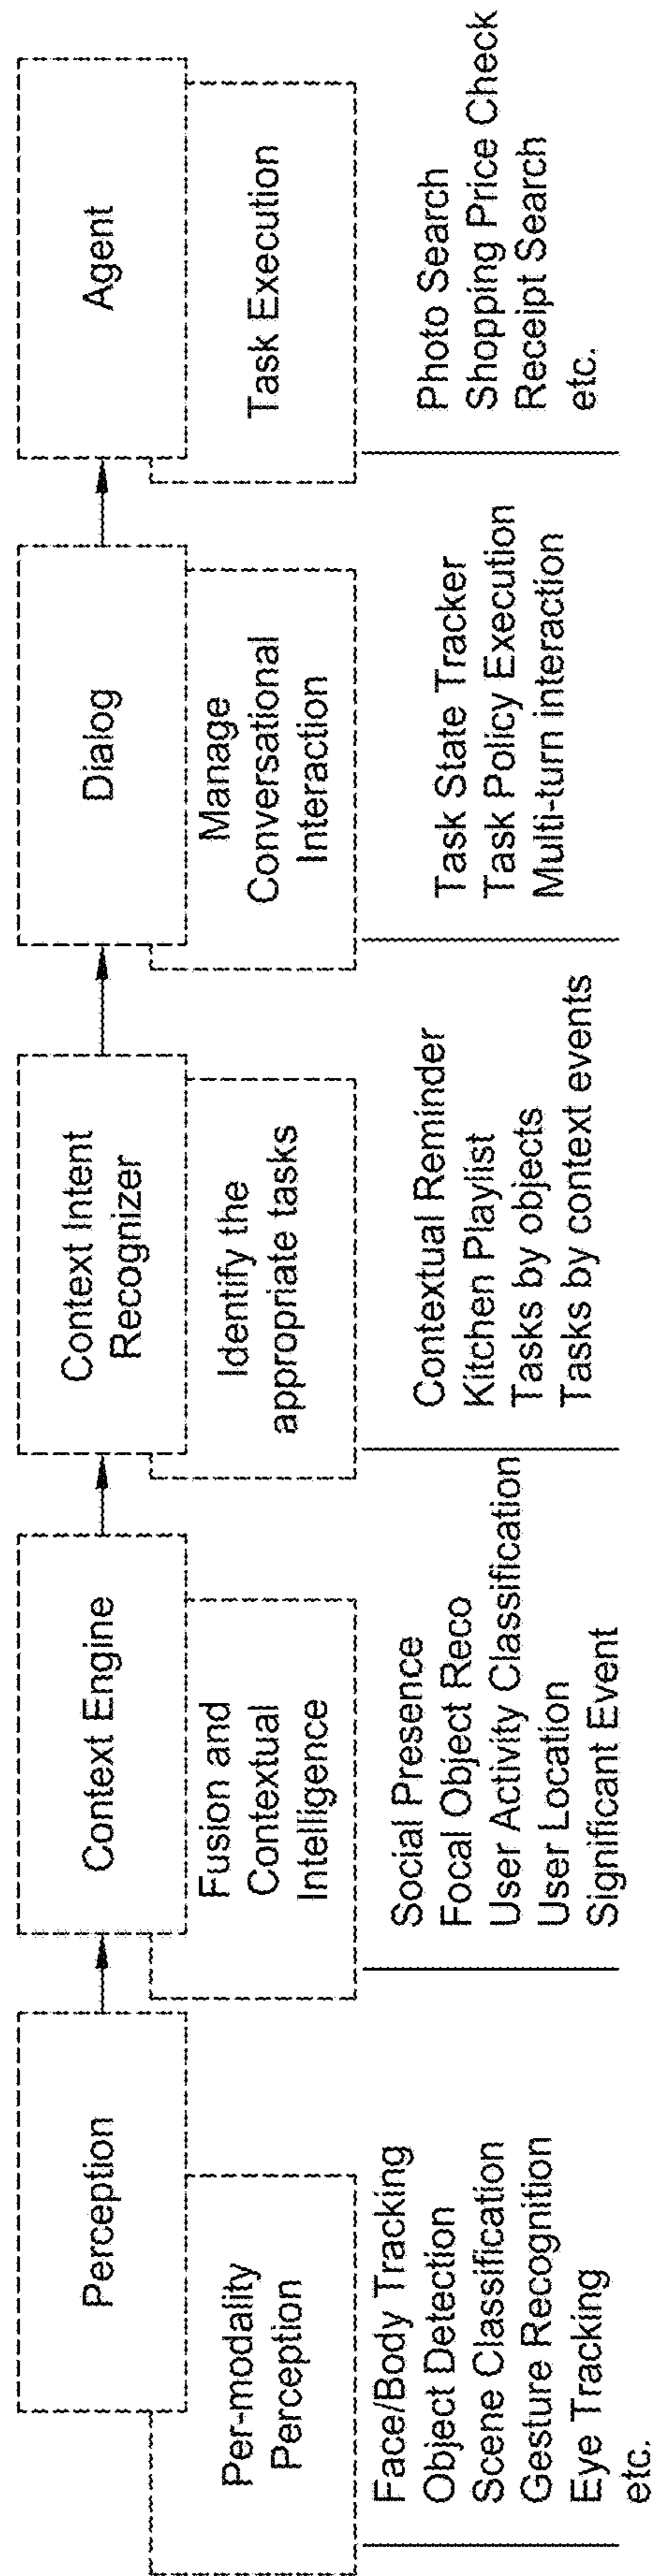 Perception
Per-modality
Perception
Face/Body Tracking
Object Detection
Scene Classification
Gesture Recognition
Eye Tracking
etc.
Context Engine
Fusion and
Contextual
Intelligence
Social Presence
Focal Object Reco
User Activity Classification
User Location
Significant Event
Context Intent
Recognizer
Identify the
appropriate tasks
Contextual Reminder
Kitchen Playlist
Tasks by objects
Tasks by context events
Dialog
Manage
Conversational
Interaction
Task State Tracker
Task Policy Execution
Multi-turn interaction
Agent
Task Execution
Photo Search
Shopping Price Check
Receipt Search
etc.